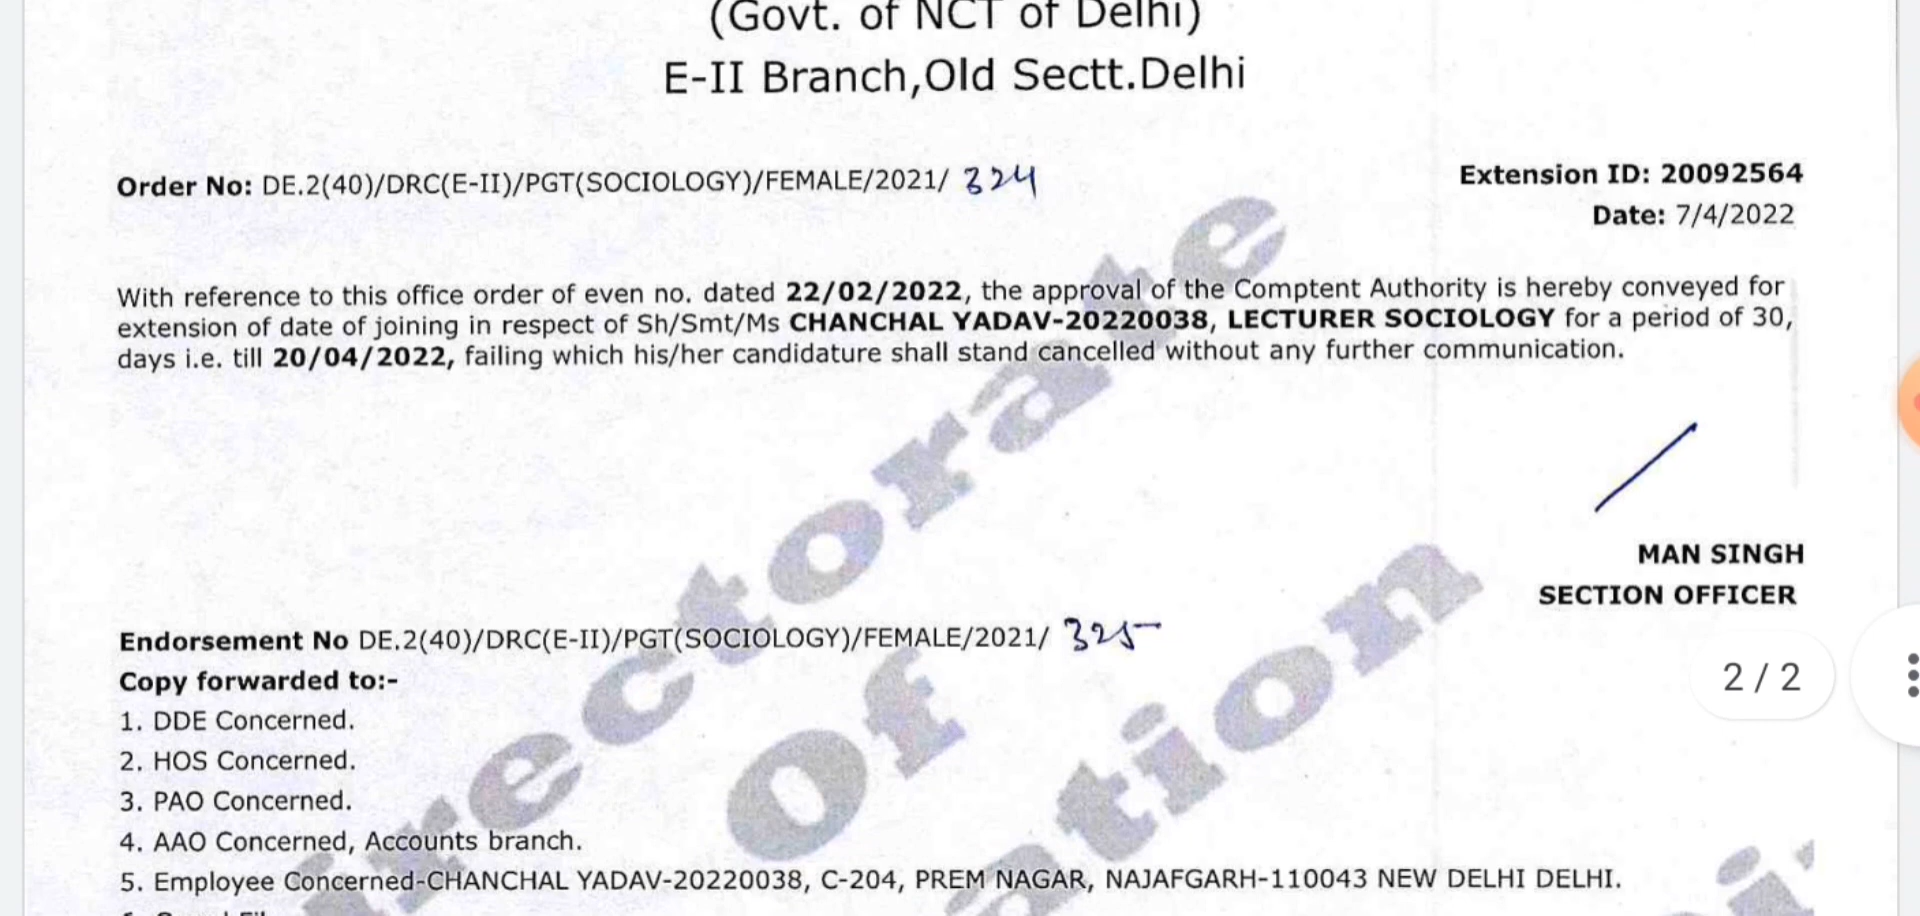 (Govt. of NCT of Delhi)
E-II Branch,Old Sectt.Delhi
Order No: DE.2(40)/DRC(E-II)/PGT(SOCIOLOGY)/FEMALE/2021/ 324
Extension ID: 20092564
Date: 7/4/2022
With reference to this office order of even no. dated 22/02/2022, the approval of the Comptent Authority is hereby conveyed for
extension of date of joining in respect of Sh/Smt/Ms CHANCHAL YADAV-20220038, LECTURER SOCIOLOGY for a period of 30,
days i.e. till 20/04/2022, failing which his/her candidature shall stand cancelled without any further communication.
MAN SINGH
SECTION OFFICER
Endorsement No DE.2(40)/DRC(E-II)/PGT(SOCIOLOGY)/FEMALE/2021/ 325
Copy forwarded to:-
1. DDE Concerned.
2. HOS Concerned.
3. PAO Concerned.
4. AAO Concerned, Accounts branch.
5. Employee Concerned-CHANCHAL YADAV-20220038, C-204, PREM NAGAR, NAJAFGARH-110043 NEW DELHI DELHI.
2 / 2
rectorate
Of
ation